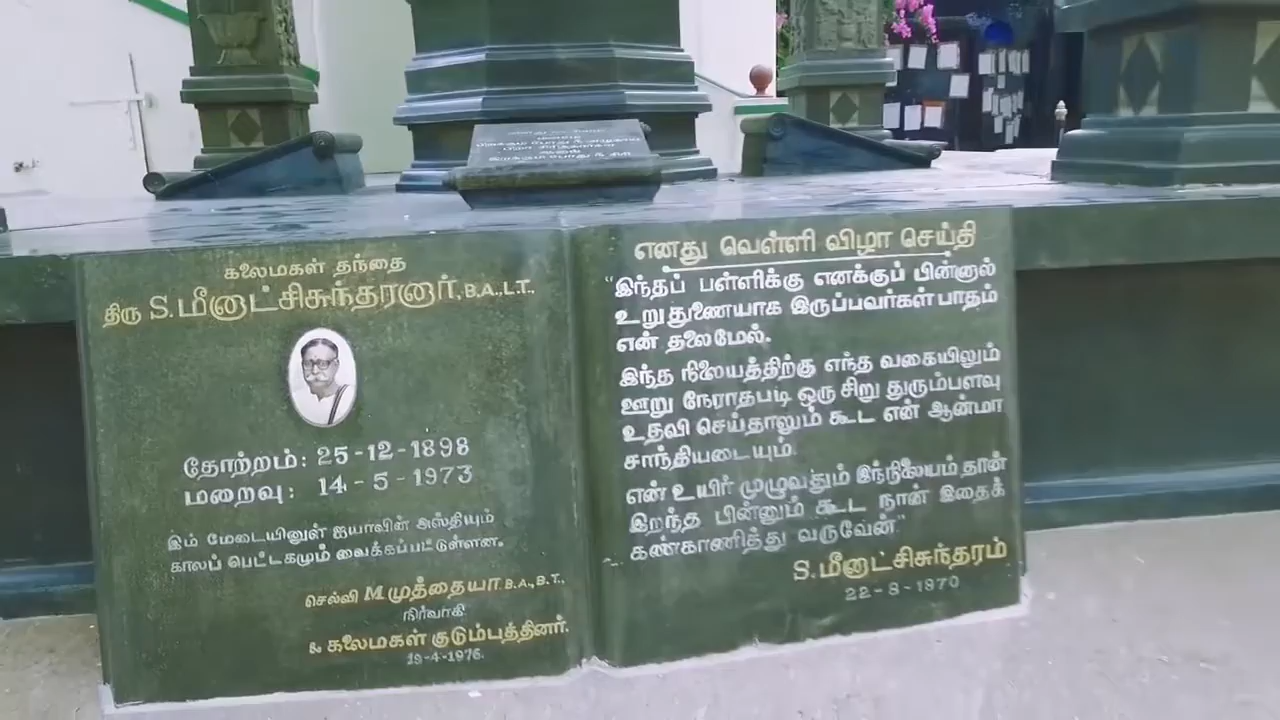 கலைமகள் தந்தை
திரு S.மீனாட்சிசுந்தரனார், B.A., L.T.,
தோற்றம்: 25-12-1898
மறைவு: 14-5-1973
இம் மேடையினுள் ஐயாவின் அஸ்தியும்
காலப் பெட்டகமும் வைக்கப்பட்டுள்ளன.
செல்வி M.முத்தையா B.A., B.T.,
நிர்வாகி
& கலைமகள் குடும்பத்தினர்.
19-4-1976.
எனது வெள்ளி விழா செய்தி
"இந்தப் பள்ளிக்கு எனக்குப் பின்னால்
உறுதுணையாக இருப்பவர்கள் பாதம்
என் தலைமேல்.
இந்த நிலையத்திற்கு எந்த வகையிலும்
ஊறு நேராதபடி ஒரு சிறு துரும்பளவு
உதவி செய்தாலும் கூட என் ஆன்மா
சாந்தியடையும்.
என் உயிர் முழுவதும் இந்நிலையம் தான்
இறந்த பின்னும் கூட நான் இதைக்
கண்காணித்து வருவேன்"
S.மீனாட்சிசுந்தரம்
22-8-1970